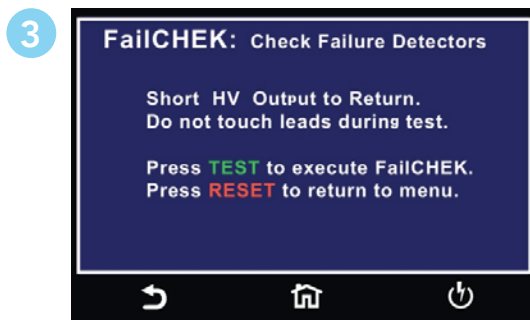 3
FailCHEK: Check Failure Detectors
Short HV Output to Return.
Do not touch leads during test.
Press TEST to execute FailCHEK.
Press RESET to return to menu.